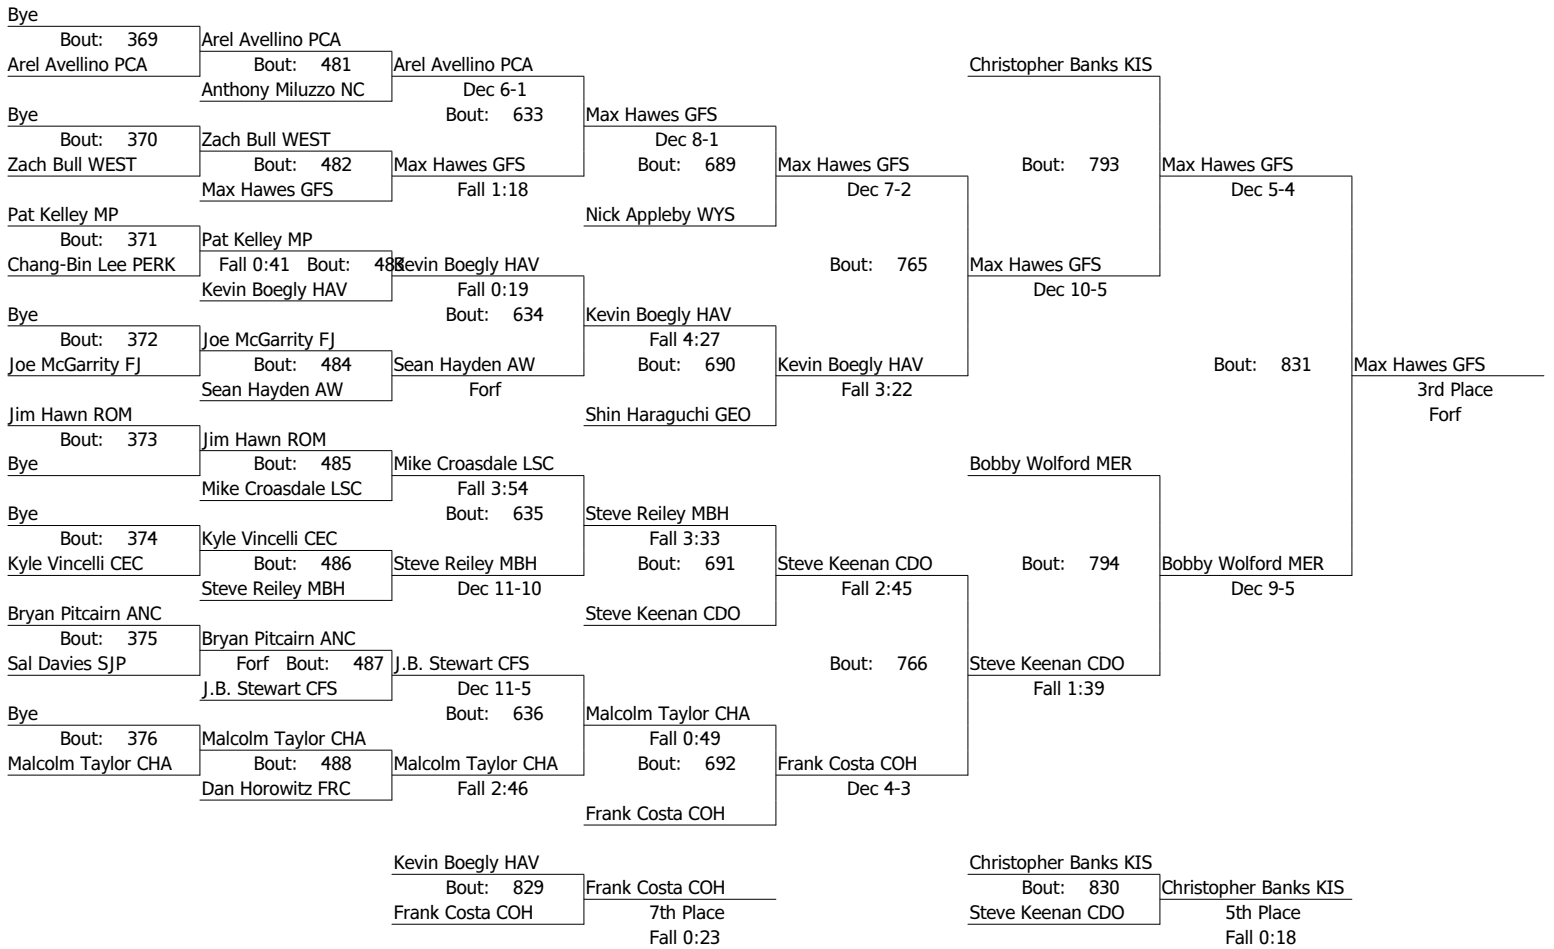 Bye
Bout: 369 Arel Avellino PCA
Arel Avellino PCA Bout: 481 Arel Avellino PCA Christopher Banks KIS
Anthony Miluzzo NC Dec 6-1
Bye Bout: 633 Max Hawes GFS
Bout: 370 Zach Bull WEST Dec 8-1
Zach Bull WEST Bout: 482 Max Hawes GFS Bout: 689 Max Hawes GFS Bout: 793 Max Hawes GFS
Max Hawes GFS Fall 1:18 Dec 7-2 Dec 5-4
Pat Kelley MP Nick Appleby WYS
Bout: 371 Pat Kelley MP
Chang-Bin Lee PERK Fall 0:41 Bout: 483 Kevin Boegly HAV Bout: 765 Max Hawes GFS
Kevin Boegly HAV Fall 0:19 Dec 10-5
Bye Bout: 634 Kevin Boegly HAV
Bout: 372 Joe McGarrity FJ Fall 4:27
Joe McGarrity FJ Bout: 484 Sean Hayden AW Bout: 690 Kevin Boegly HAV Bout: 831 Max Hawes GFS
Sean Hayden AW Forf Fall 3:22 3rd Place
Jim Hawn ROM Shin Haraguchi GEO Forf
Bout: 373 Jim Hawn ROM
Bye Bout: 485 Mike Croasdale LSC Bobby Wolford MER
Mike Croasdale LSC Fall 3:54
Bye Bout: 635 Steve Reiley MBH
Bout: 374 Kyle Vincelli CEC Fall 3:33
Kyle Vincelli CEC Bout: 486 Steve Reiley MBH Bout: 691 Steve Keenan CDO Bout: 794 Bobby Wolford MER
Steve Reiley MBH Dec 11-10 Fall 2:45 Dec 9-5
Bryan Pitcairn ANC Steve Keenan CDO
Bout: 375 Bryan Pitcairn ANC
Sal Davies SJP Forf Bout: 487 J.B. Stewart CFS Bout: 766 Steve Keenan CDO
J.B. Stewart CFS Dec 11-5 Fall 1:39
Bye Bout: 636 Malcolm Taylor CHA
Bout: 376 Malcolm Taylor CHA Fall 0:49
Malcolm Taylor CHA Bout: 488 Malcolm Taylor CHA Bout: 692 Frank Costa COH
Dan Horowitz FRC Fall 2:46 Dec 4-3
Frank Costa COH
Kevin Boegly HAV Christopher Banks KIS
Bout: 829 Frank Costa COH Bout: 830 Christopher Banks KIS
Frank Costa COH 7th Place Steve Keenan CDO 5th Place
Fall 0:23 Fall 0:18